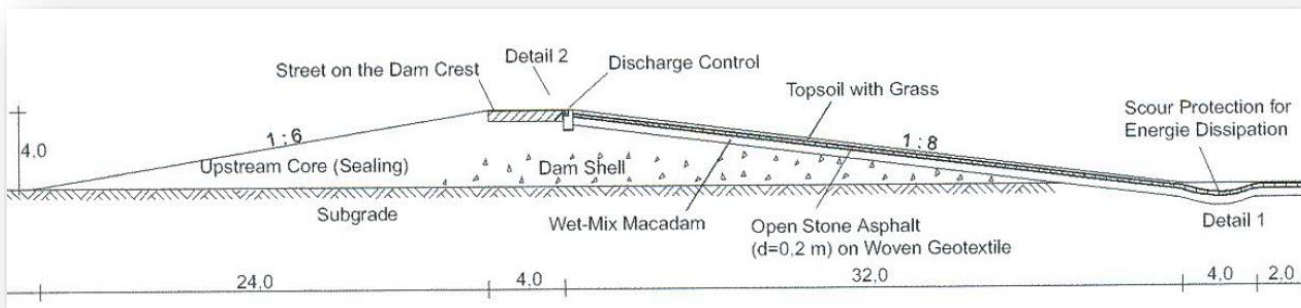 Street on the Dam Crest
Detail 2
Discharge Control
Topsoil with Grass
Scour Protection for
Energie Dissipation
4.0
1:6
1:8
Upstream Core (Sealing)
Dam Shell
Subgrade
Wet-Mix Macadam
Open Stone Asphalt
(d=0.2 m) on Woven Geotextile
Detail 1
24.0
4.0
32.0
4.0
2.0